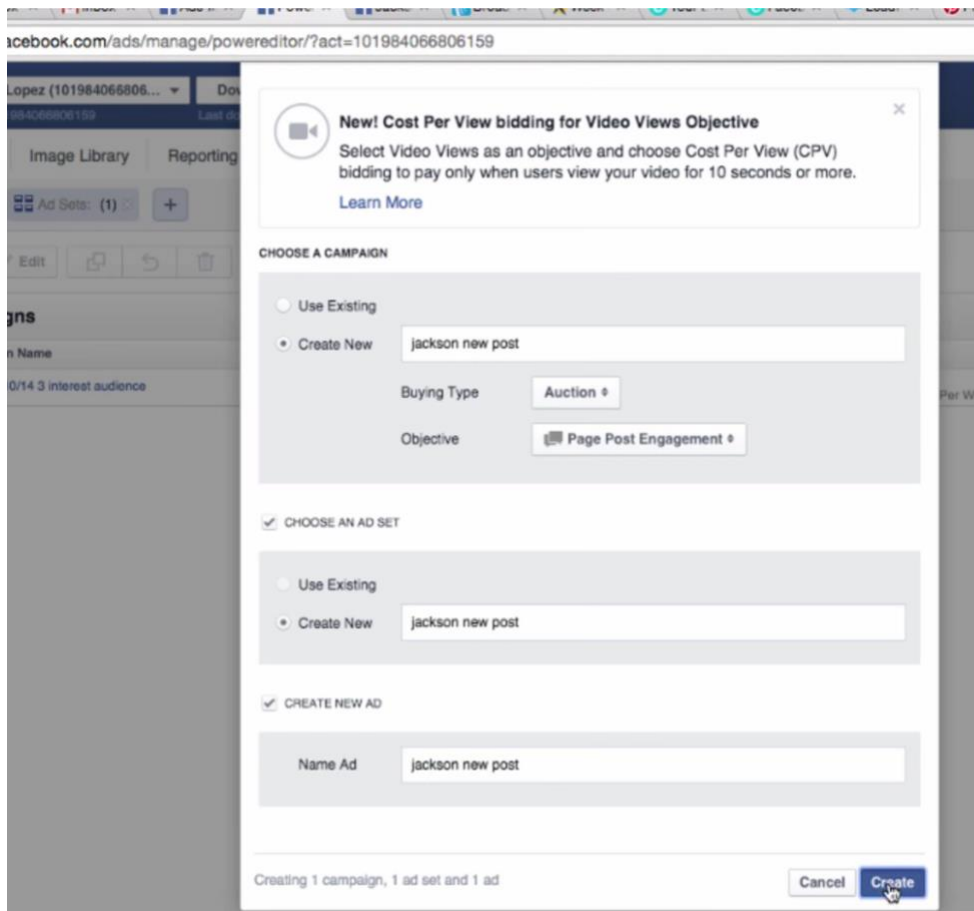 acebook.com/ads/manage/powereditor/?act=101984066806159
Lopez (101984066806... Dov
984066806159 Last do
Image Library Reporting
Ad Sets: (1) +
Edit
gns
n Name
0/14 3 interest audience
Per W
New! Cost Per View bidding for Video Views Objective
Select Video Views as an objective and choose Cost Per View (CPV)
bidding to pay only when users view your video for 10 seconds or more.
Learn More
CHOOSE A CAMPAIGN
Use Existing
Create New jackson new post
Buying Type Auction
Objective Page Post Engagement
CHOOSE AN AD SET
Use Existing
Create New jackson new post
CREATE NEW AD
Name Ad jackson new post
Creating 1 campaign, 1 ad set and 1 ad
Cancel Create